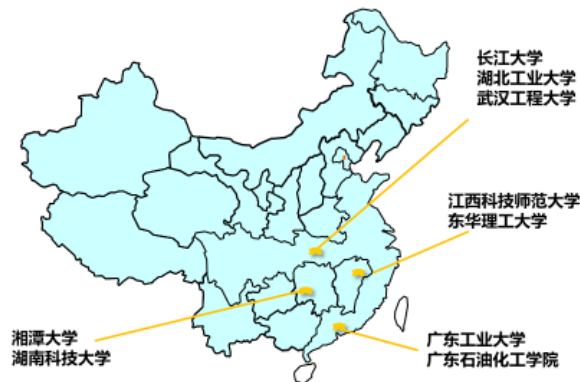 长江大学
湖北工业大学
武汉工程大学
江西科技师范大学
东华理工大学
湘潭大学
湖南科技大学
广东工业大学
广东石油化工学院